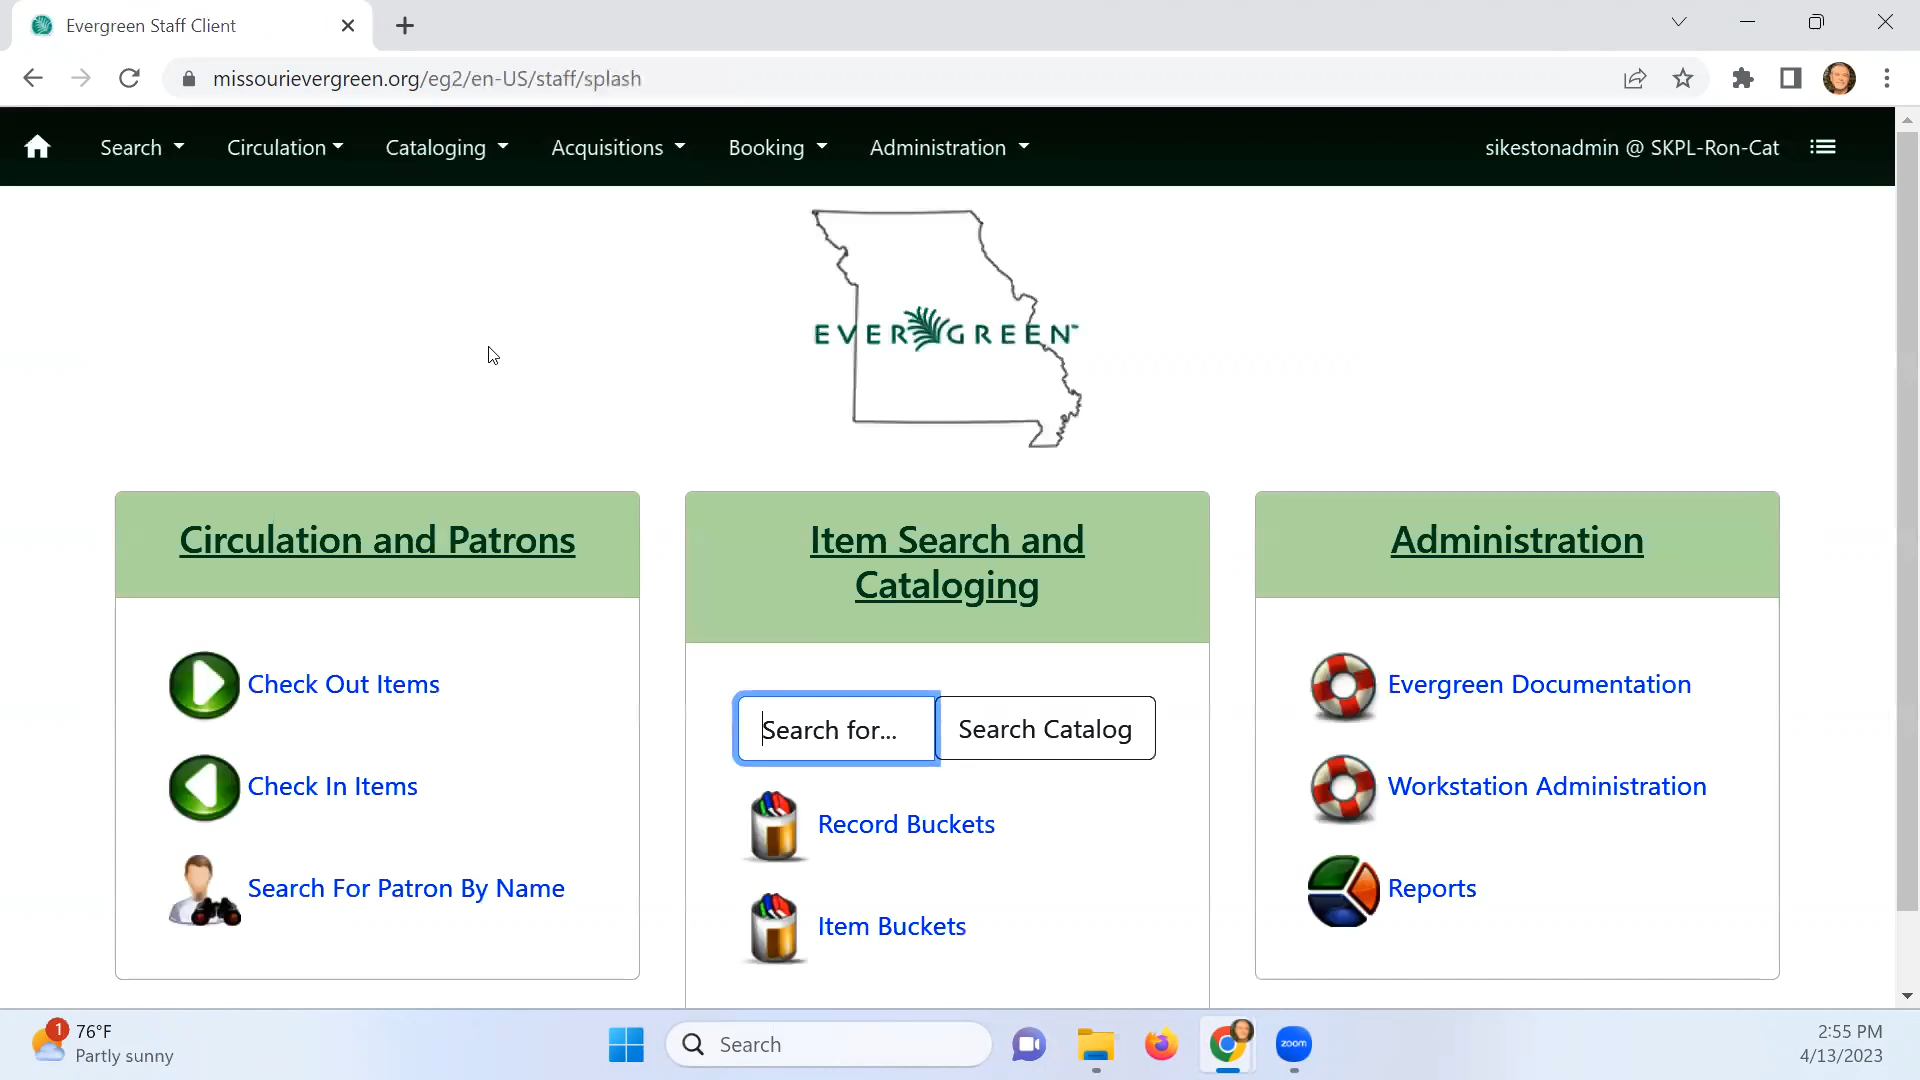 Evergreen Staff Client
missourievergreen.org/eg2/en-US/staff/splash
Search Circulation Cataloging Acquisitions Booking Administration sikestonadmin @ SKPL-Ron-Cat
EVERGREEN™
Circulation and Patrons
Check Out Items
Check In Items
Search For Patron By Name
Item Search and
Cataloging
Search for... Search Catalog
Record Buckets
Item Buckets
Administration
Evergreen Documentation
Workstation Administration
Reports
1
76°F
Partly sunny
Search
zoom
2:55 PM
4/13/2023